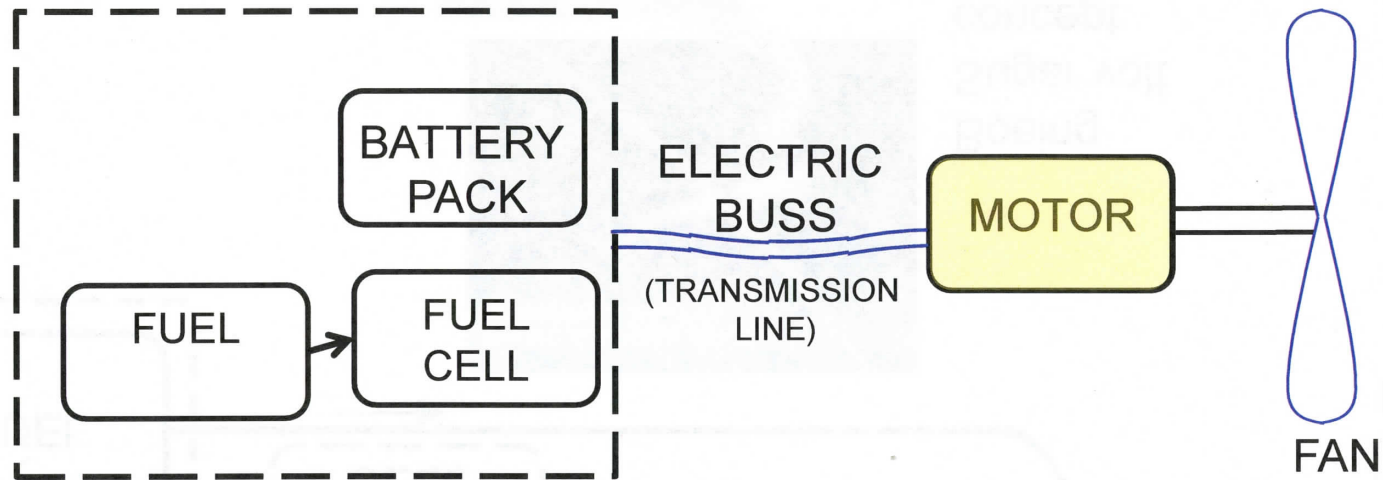 BATTERY
PACK
FUEL
FUEL
CELL
ELECTRIC
BUSS
(TRANSMISSION
LINE)
MOTOR
FAN